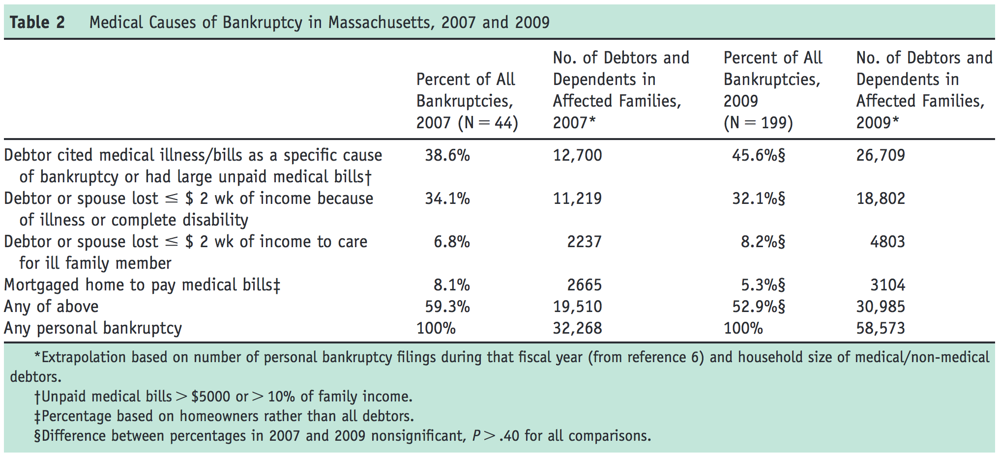 Table 2 Medical Causes of Bankruptcy in Massachusetts, 2007 and 2009
Percent of All Bankruptcies, 2007 (N = 44)
No. of Debtors and Dependents in Affected Families, 2007*
Percent of All Bankruptcies, 2009 (N = 199)
No. of Debtors and Dependents in Affected Families, 2009*
Debtor cited medical illness/bills as a specific cause 38.6% 12,700 45.6%§ 26,709
of bankruptcy or had large unpaid medical bills†
Debtor or spouse lost ≤ $ 2 wk of income because 34.1% 11,219 32.1%§ 18,802
of illness or complete disability
Debtor or spouse lost ≤ $ 2 wk of income to care 6.8% 2237 8.2%§ 4803
for ill family member
Mortgaged home to pay medical bills‡ 8.1% 2665 5.3%§ 3104
Any of above 59.3% 19,510 52.9%§ 30,985
Any personal bankruptcy 100% 32,268 100% 58,573
*Extrapolation based on number of personal bankruptcy filings during that fiscal year (from reference 6) and household size of medical/non-medical
debtors.
†Unpaid medical bills > $5000 or > 10% of family income.
‡Percentage based on homeowners rather than all debtors.
§Difference between percentages in 2007 and 2009 nonsignificant, P > .40 for all comparisons.